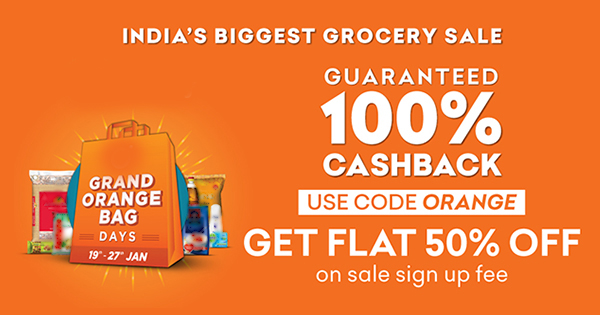 INDIA'S BIGGEST GROCERY SALE
GUARANTEED
100%
CASHBACK
USE CODE ORANGE
GET FLAT 50% OFF
on sale sign up fee
GRAND
ORANGE
BAG
DAYS
19th - 27th JAN